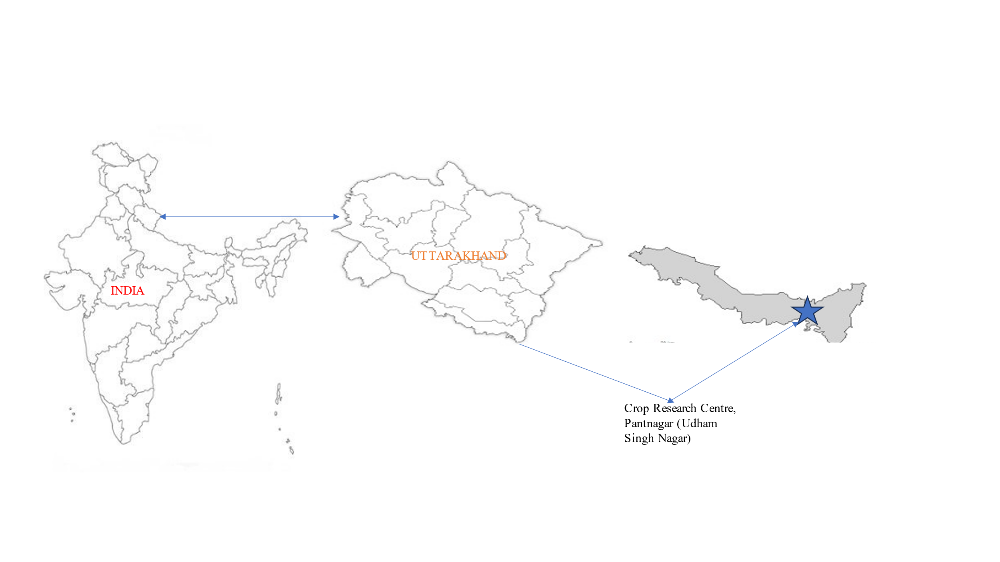 INDIA
UTTARAKHAND
Crop Research Centre,
Pantnagar (Udham
Singh Nagar)